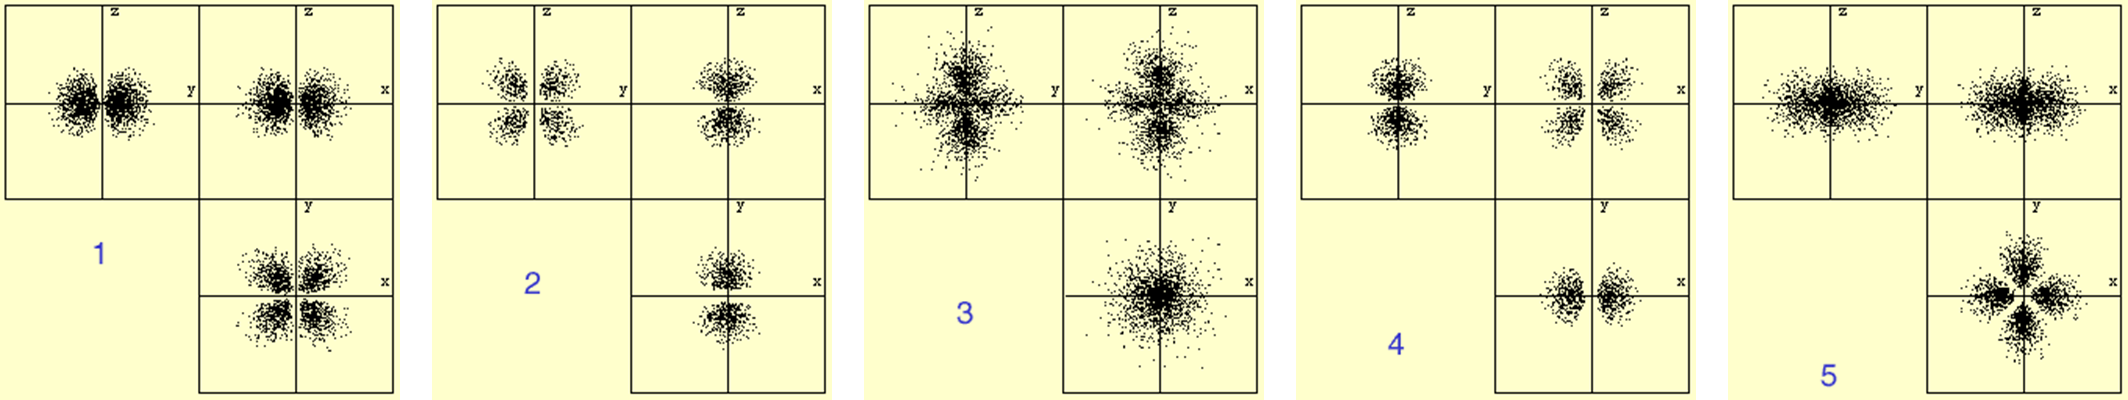 z z z z z z z z z z
y x y x y x y x y x
y y y y y
1 x 2 x 3 x 4 x 5 x